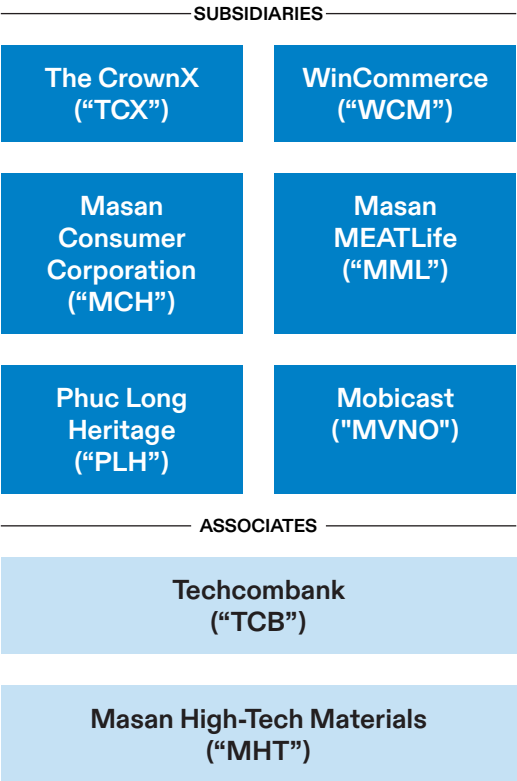 SUBSIDIARIES
The CrownX
(“TCX”)
WinCommerce
(“WCM”)
Masan
Consumer
Corporation
(“MCH”)
Masan
MEATLife
(“MML”)
Phuc Long
Heritage
(“PLH”)
Mobicast
("MVNO")
ASSOCIATES
Techcombank
(“TCB”)
Masan High-Tech Materials
(“MHT”)